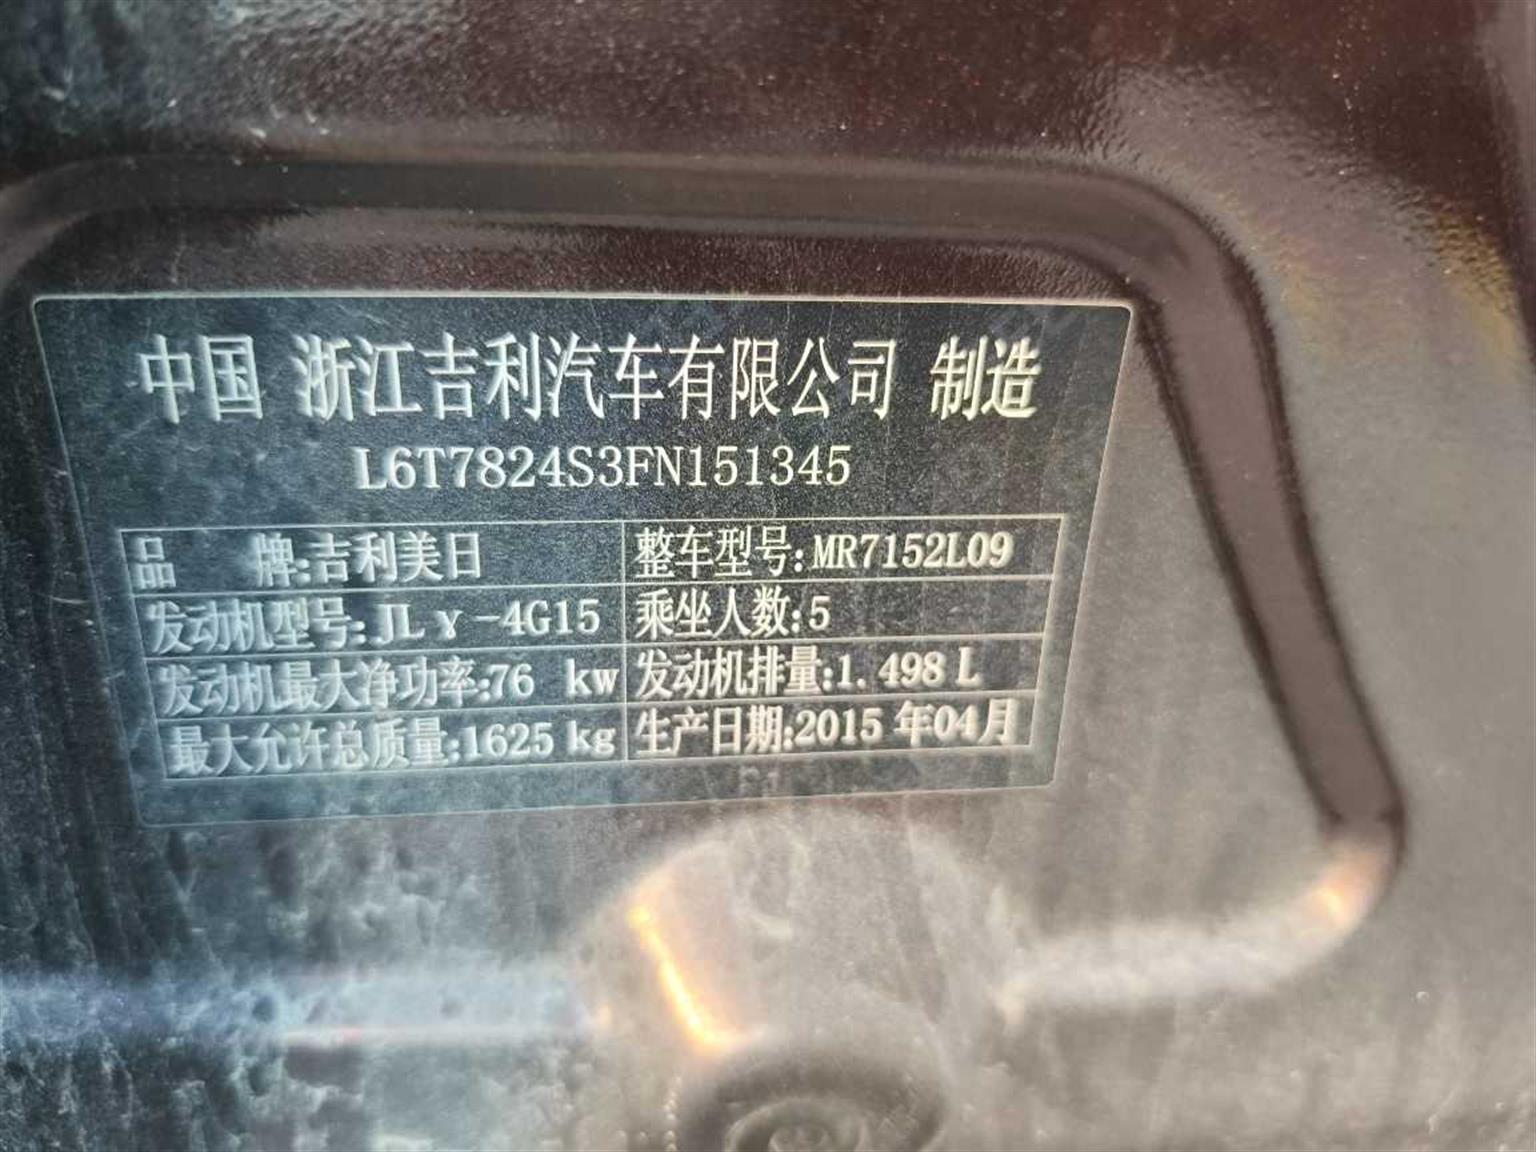 中国 浙江吉利汽车有限公司 制造
L6T7824S3FN151345
品 牌:吉利美日 整车型号:MR7152L09
发动机型号:JLγ-4G15 乘坐人数:5
发动机最大净功率:76 kw 发动机排量:1.498 L
最大允许总质量:1625 kg 生产日期:2015 年04月